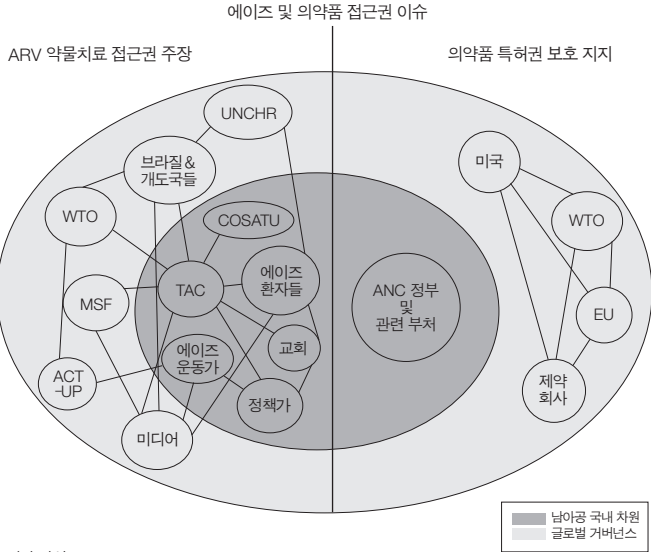 에이즈 및 의약품 접근권 이슈
ARV 약물치료 접근권 주장
의약품 특허권 보호 지지
UNCHR
브라질&
개도국들
WTO
COSATU
TAC
에이즈
환자들
MSF
에이즈
운동가
교회
ACT
-UP
정책가
미디어
ANC 정부
및
관련 부처
미국
WTO
EU
제약
회사
남아공 국내 차원
글로벌 거버넌스